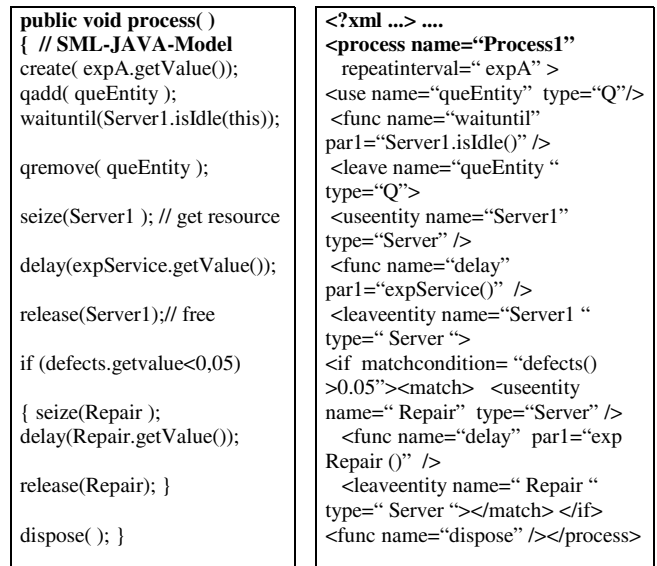 public void process( )
{ // SML-JAVA-Model
create( expA.getValue());
qadd( queEntity );
waituntil(Server1.isIdle(this));
qremove( queEntity );
seize(Server1 ); // get resource
delay(expService.getValue());
release(Server1);// free
if (defects.getvalue<0,05)
{ seize(Repair );
delay(Repair.getValue());
release(Repair); }
dispose( ); }
<?xml ...> ....
<process name=“Process1”
repeatinterval=“ expA” >
<use name=“queEntity” type=“Q”/>
<func name=“waituntil”
par1=“Server1.isIdle()” />
<leave name=“queEntity “
type=“Q”>
<useentity name=“Server1”
type=“Server” />
<func name=“delay”
par1=“expService()” />
<leaveentity name=“Server1 “
type=“ Server “>
<if matchcondition= “defects()
>0.05”><match> <useentity
name=“ Repair” type=“Server” />
<func name=“delay” par1=“exp
Repair ()” />
<leaveentity name=“ Repair “
type=“ Server “></match> </if>
<func name=“dispose” /></process>